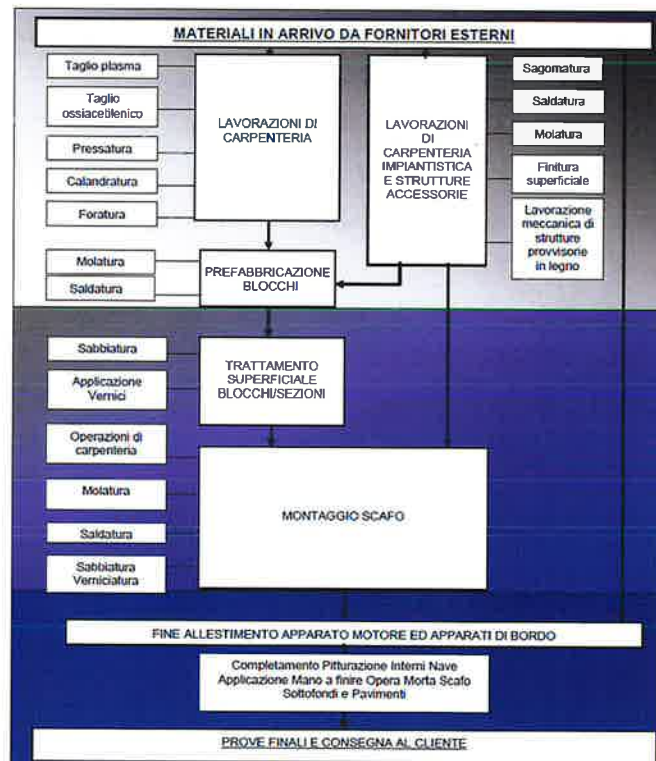 MATERIALI IN ARRIVO DA FORNITORI ESTERNI
Taglio plasma
Taglio
ossiacetilenico
Pressatura
Calandratura
Foratura
LAVORAZIONI DI
CARPENTERIA
LAVORAZIONI
DI
CARPENTERIA
IMPIANTISTICA
E STRUTTURE
ACCESSORIE
Sagomatura
Saldatura
Molatura
Finitura
superficiale
Lavorazione
meccanica di
strutture
provvisorie
in legno
Molatura
Saldatura
PREFABBRICAZIONE
BLOCCHI
Sabbiatura
Applicazione
Vernici
TRATTAMENTO
SUPERFICIALE
BLOCCHI/SEZIONI
Operazioni di
carpenteria
Molatura
Saldatura
Sabbiatura
Verniciatura
MONTAGGIO SCAFO
FINE ALLESTIMENTO APPARATO MOTORE ED APPARATI DI BORDO
Completamento Pitturazione Interni Nave
Applicazione Mano a finire Opera Morta Scafo
Sottofondi e Pavimenti
PROVE FINALI E CONSEGNA AL CLIENTE